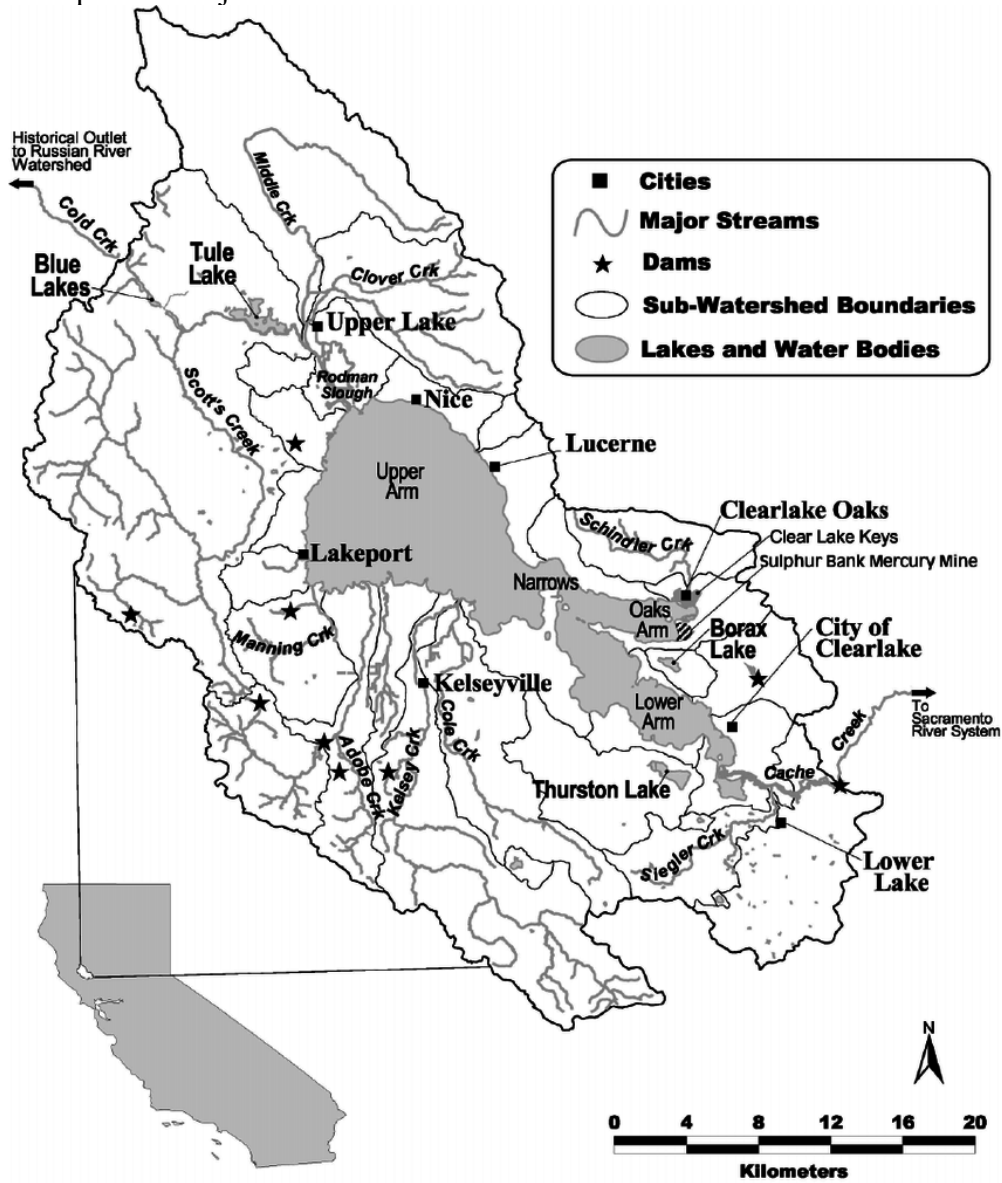 Historical Outlet
to Russian River
Watershed
Cold Crk
Blue
Lakes
Tule
Lake
Middle Crk
Clover Crk
Upper Lake
Rodman
Slough
Scott's Creek
Nice
Lucerne
Upper
Arm
Lakeport
Manning Crk
Narrows
Schindler Crk
Clearlake Oaks
Clear Lake Keys
Sulphur Bank Mercury Mine
Oaks
Arm
Borax
Lake
City of
Clearlake
Kelseyville
Lower
Arm
Adobe Crk
Kelsey Crk
Cole Crk
Thurston Lake
Cache
Creek
To
Sacramento
River System
Siegler Crk
Lower
Lake
Cities
Major Streams
Dams
Sub-Watershed Boundaries
Lakes and Water Bodies
N
0 4 8 12 16 20
Kilometers